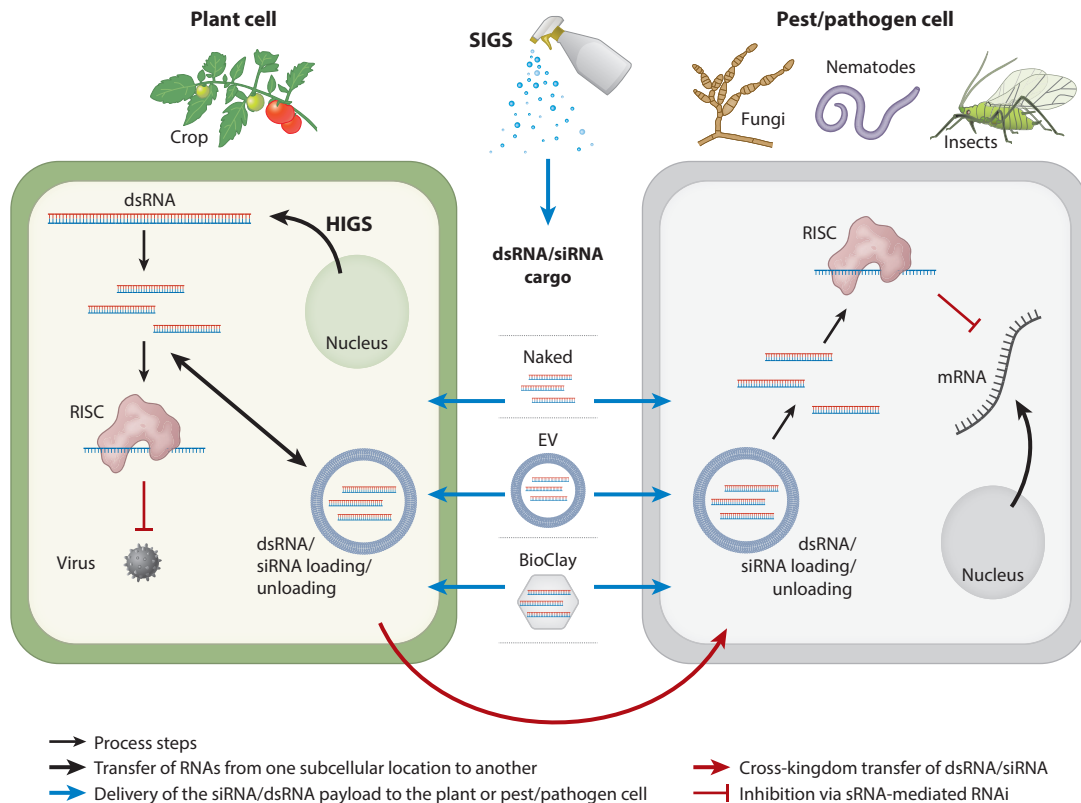 Plant cell
SIGS
Pest/pathogen cell
Crop
Fungi
Nematodes
Insects
dsRNA
HIGS
Nucleus
RISC
Virus
dsRNA/
siRNA loading/
unloading
dsRNA/siRNA
cargo
Naked
EV
BioClay
RISC
mRNA
dsRNA/
siRNA loading/
unloading
Nucleus
Process steps
Transfer of RNAs from one subcellular location to another
Delivery of the siRNA/dsRNA payload to the plant or pest/pathogen cell
Cross-kingdom transfer of dsRNA/siRNA
Inhibition via sRNA-mediated RNAi